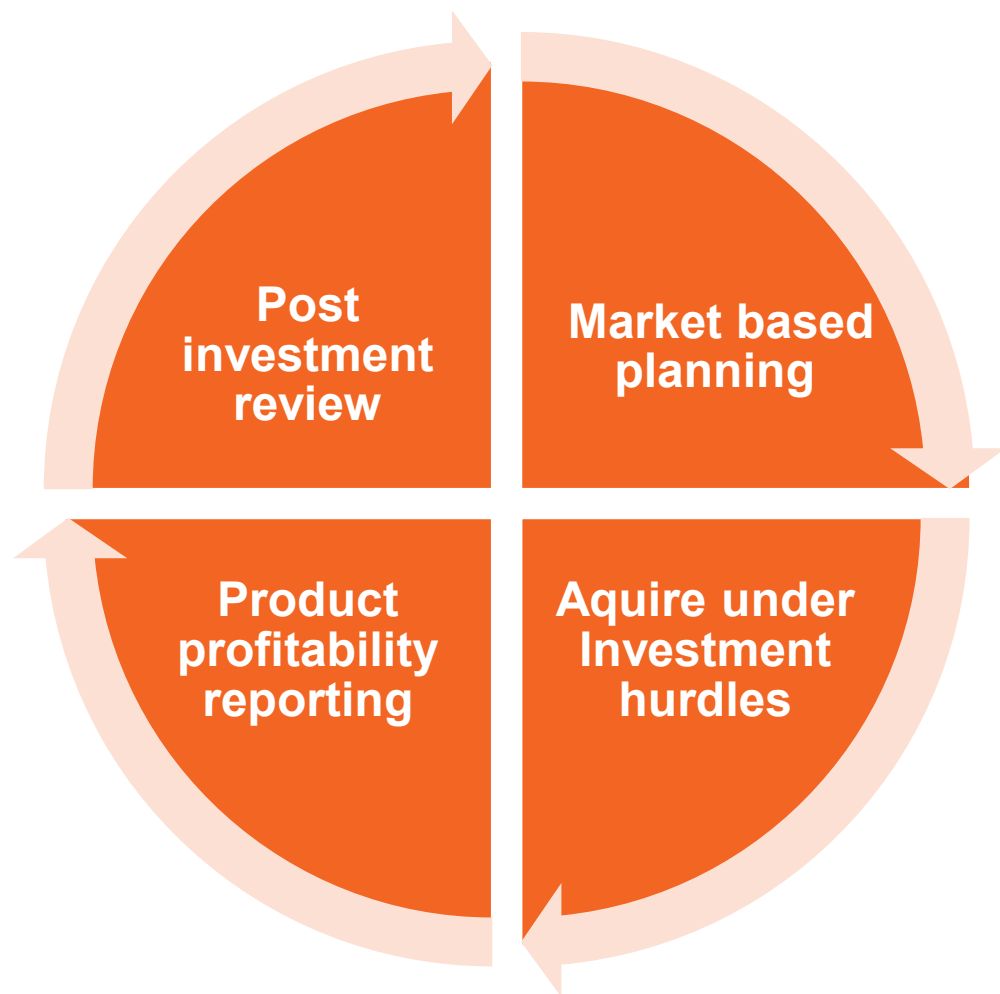 Post
investment
review
Market based
planning
Product
profitability
reporting
Aquire under
Investment
hurdles